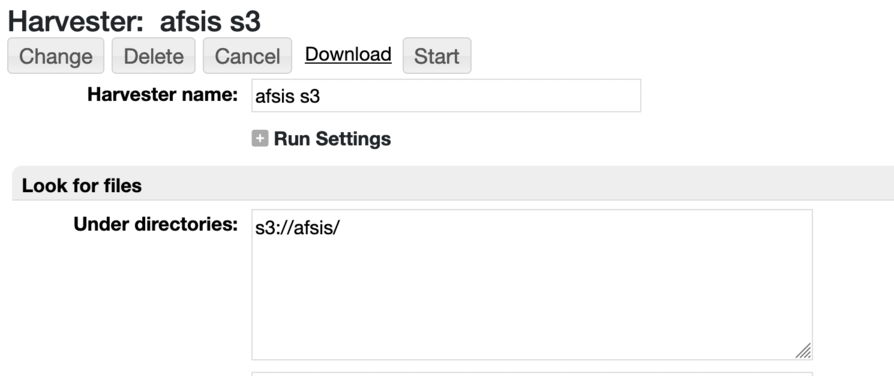 Harvester: afsis s3
Change Delete Cancel Download Start
Harvester name: afsis s3
+ Run Settings
Look for files
Under directories: s3://afsis/